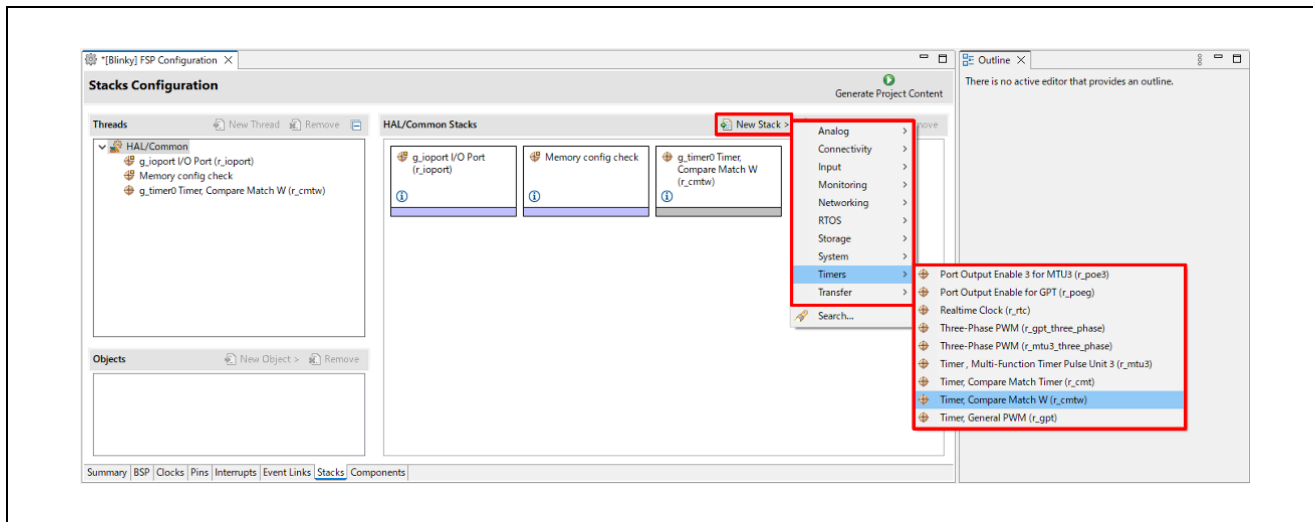 *[Blinky] FSP Configuration
Stacks Configuration
Generate Project Content
Threads
New Thread
Remove
HAL/Common
g_ioport I/O Port (r_ioport)
Memory config check
g_timer0 Timer, Compare Match W (r_cmtw)
Objects
New Object >
Remove
HAL/Common Stacks
New Stack >
g_ioport I/O Port
(r_ioport)
Memory config check
g_timer0 Timer,
Compare Match W
(r_cmtw)
Analog
Connectivity
Input
Monitoring
Networking
RTOS
Storage
System
Timers
Transfer
Search...
Port Output Enable 3 for MTU3 (r_poe3)
Port Output Enable for GPT (r_poeg)
Realtime Clock (r_rtc)
Three-Phase PWM (r_gpt_three_phase)
Three-Phase PWM (r_mtu3_three_phase)
Timer , Multi-Function Timer Pulse Unit 3 (r_mtu3)
Timer, Compare Match Timer (r_cmt)
Timer, Compare Match W (r_cmtw)
Timer, General PWM (r_gpt)
Summary BSP Clocks Pins Interrupts Event Links Stacks Components
Outline
There is no active editor that provides an outline.